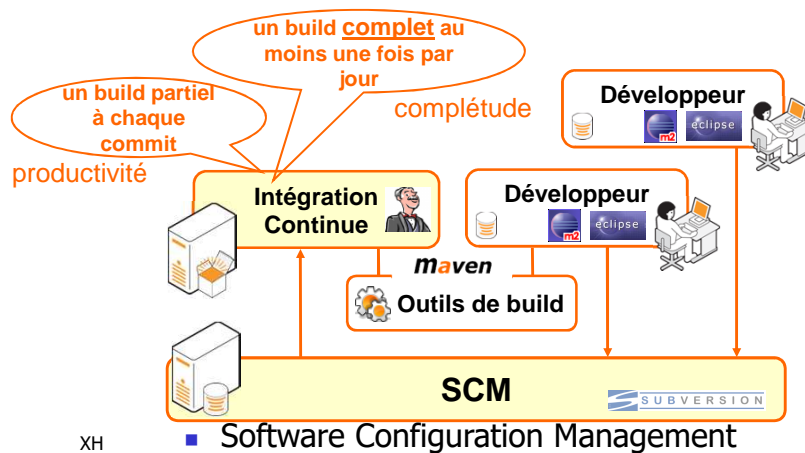 un build complet au
moins une fois par
jour
complétude
un build partiel
à chaque
commit
productivité
Développeur
m2
eclipse
Intégration
Continue
Développeur
m2
eclipse
maven
Outils de build
SCM
SUBVERSION
XH
Software Configuration Management